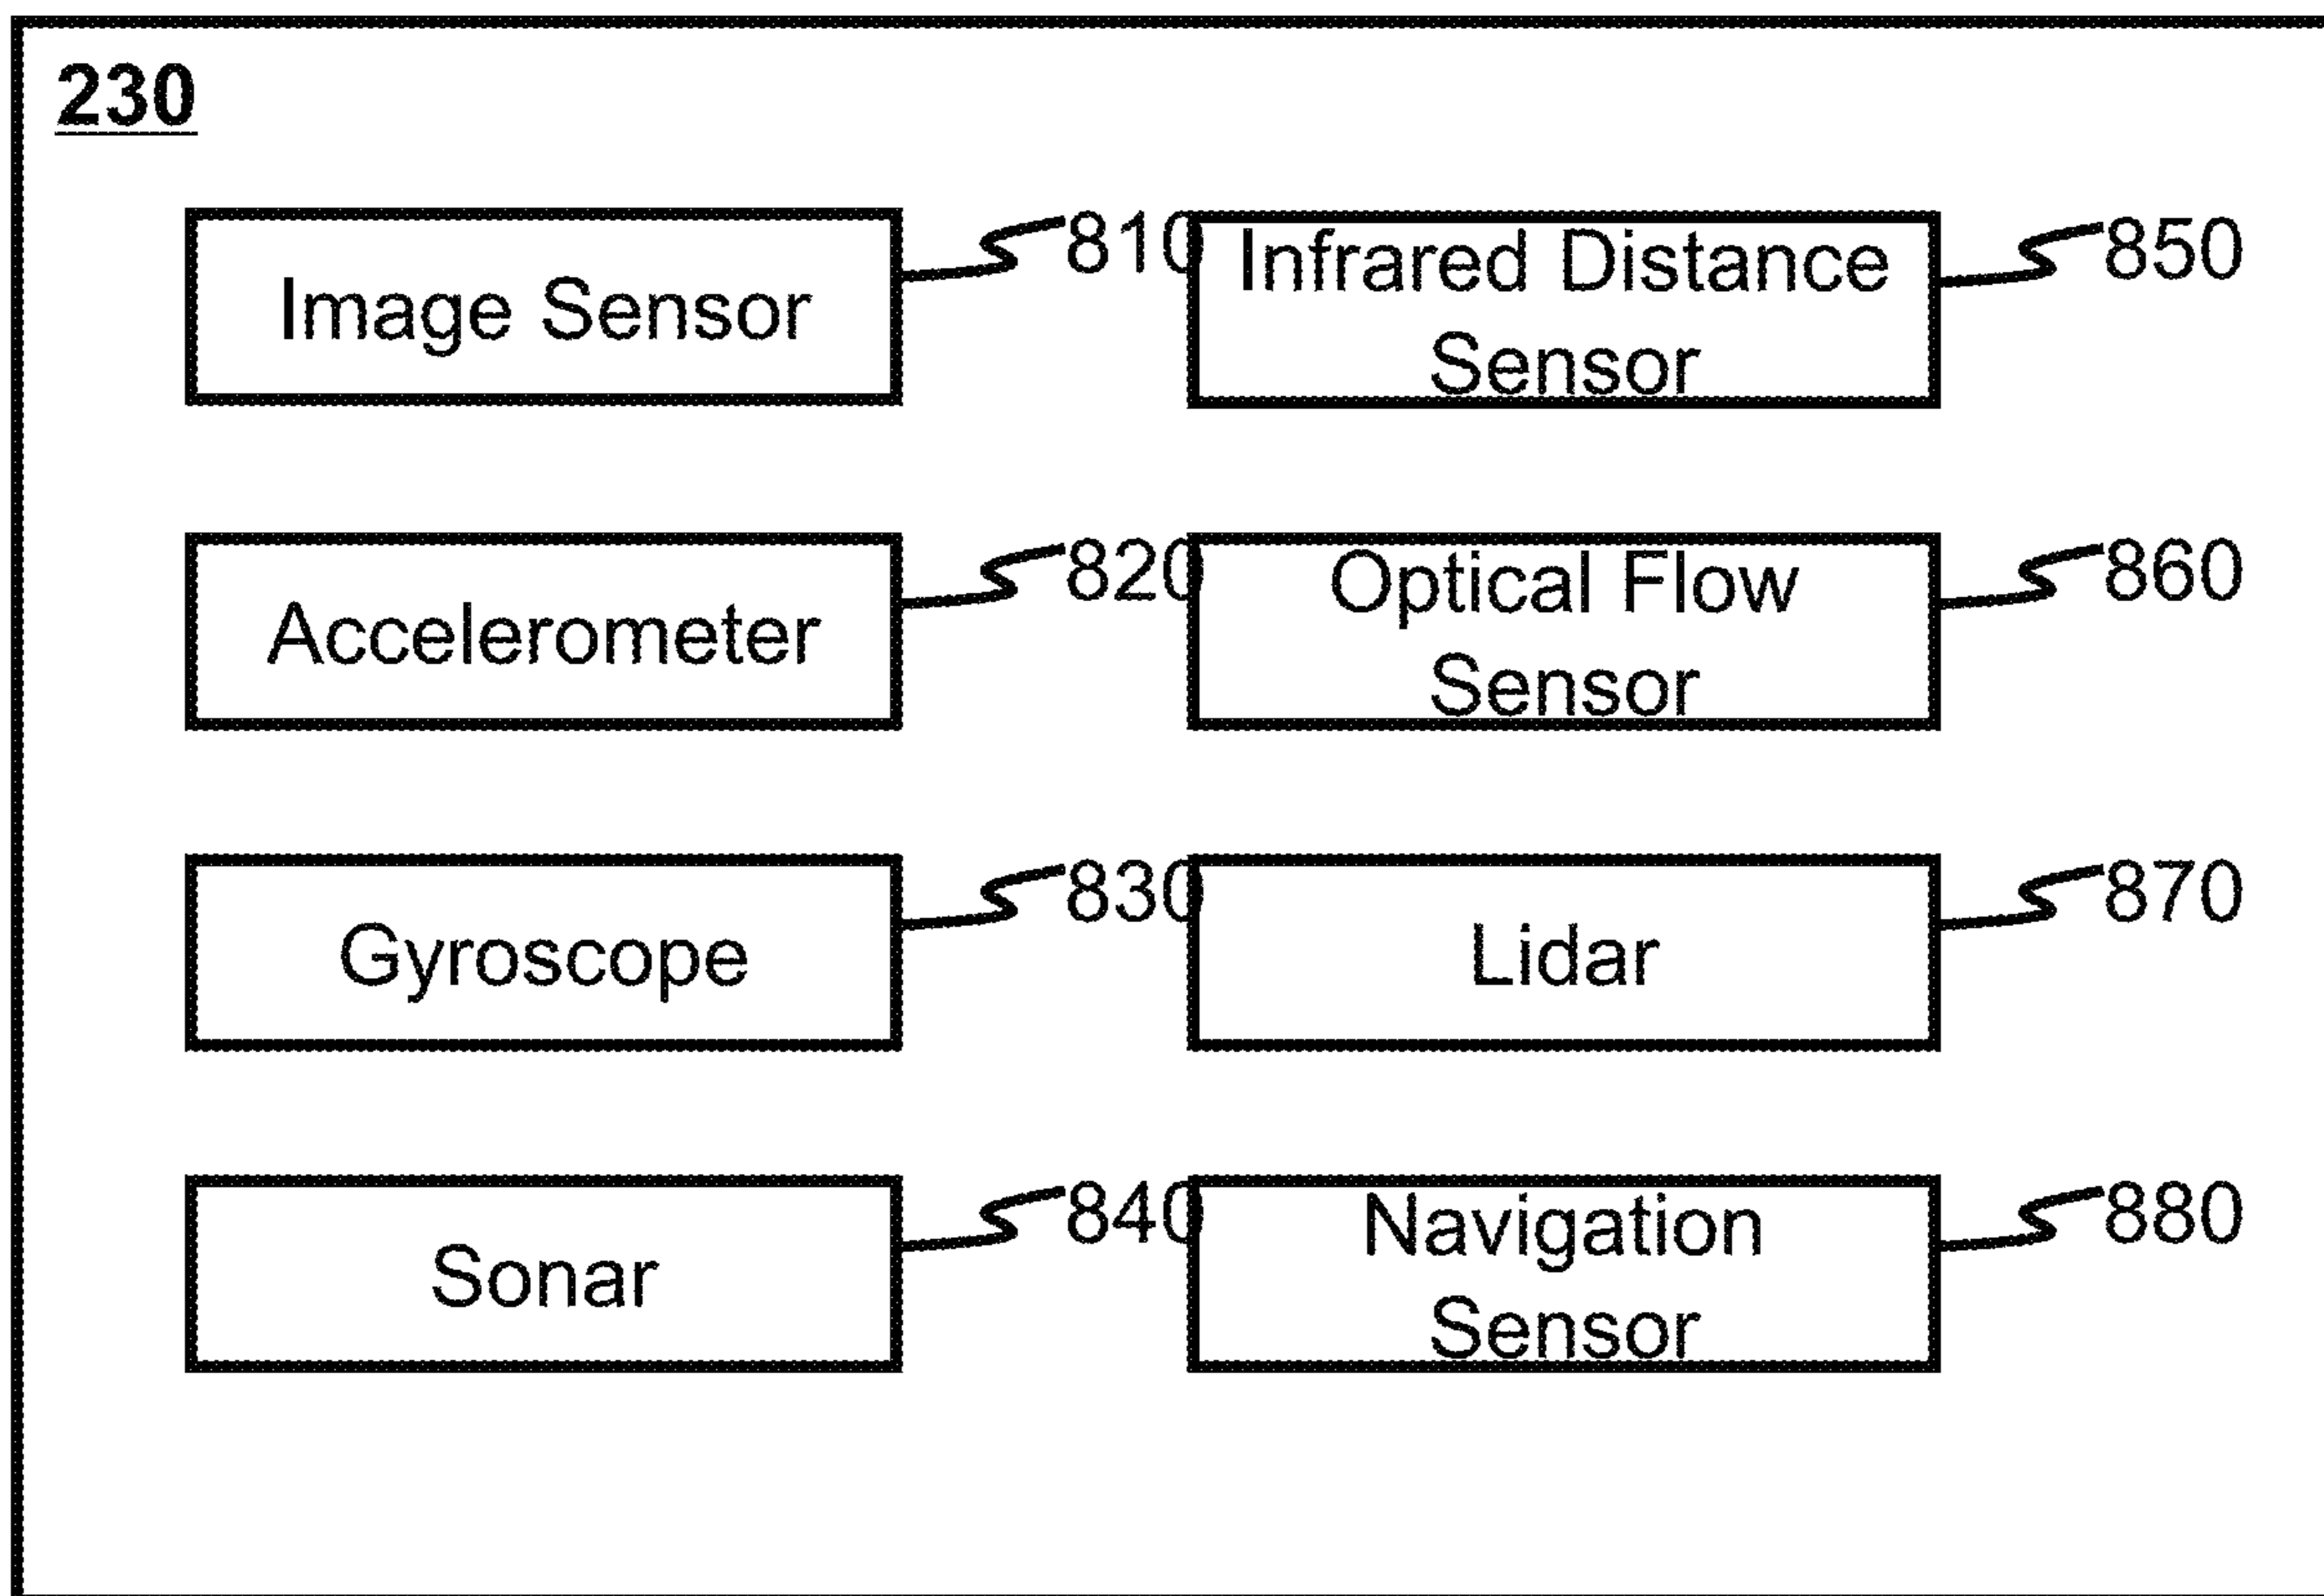 230
Image Sensor
810
Infrared Distance
Sensor
850
Accelerometer
820
Optical Flow
Sensor
860
Gyroscope
830
Lidar
870
Sonar
840
Navigation
Sensor
880